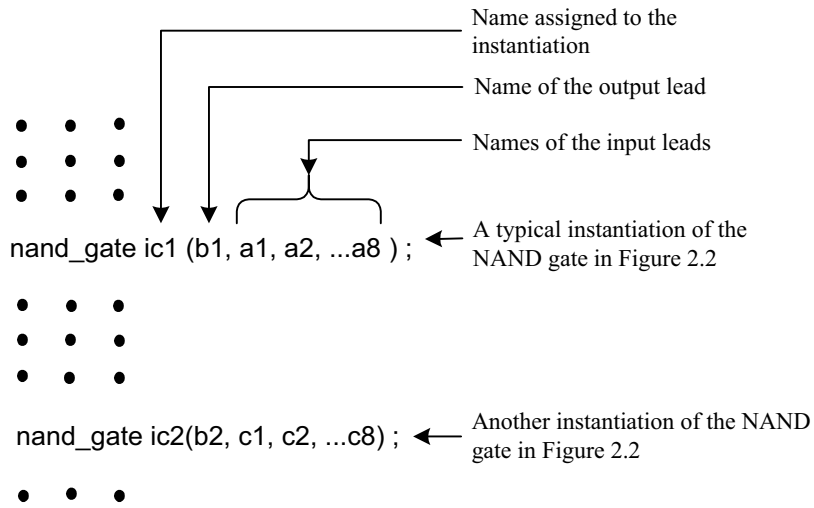 Name assigned to the
instantiation
Name of the output lead
Names of the input leads
nand_gate ic1 (b1, a1, a2, ...a8 ) ;
A typical instantiation of the
NAND gate in Figure 2.2
nand_gate ic2(b2, c1, c2, ...c8) ;
Another instantiation of the NAND
gate in Figure 2.2